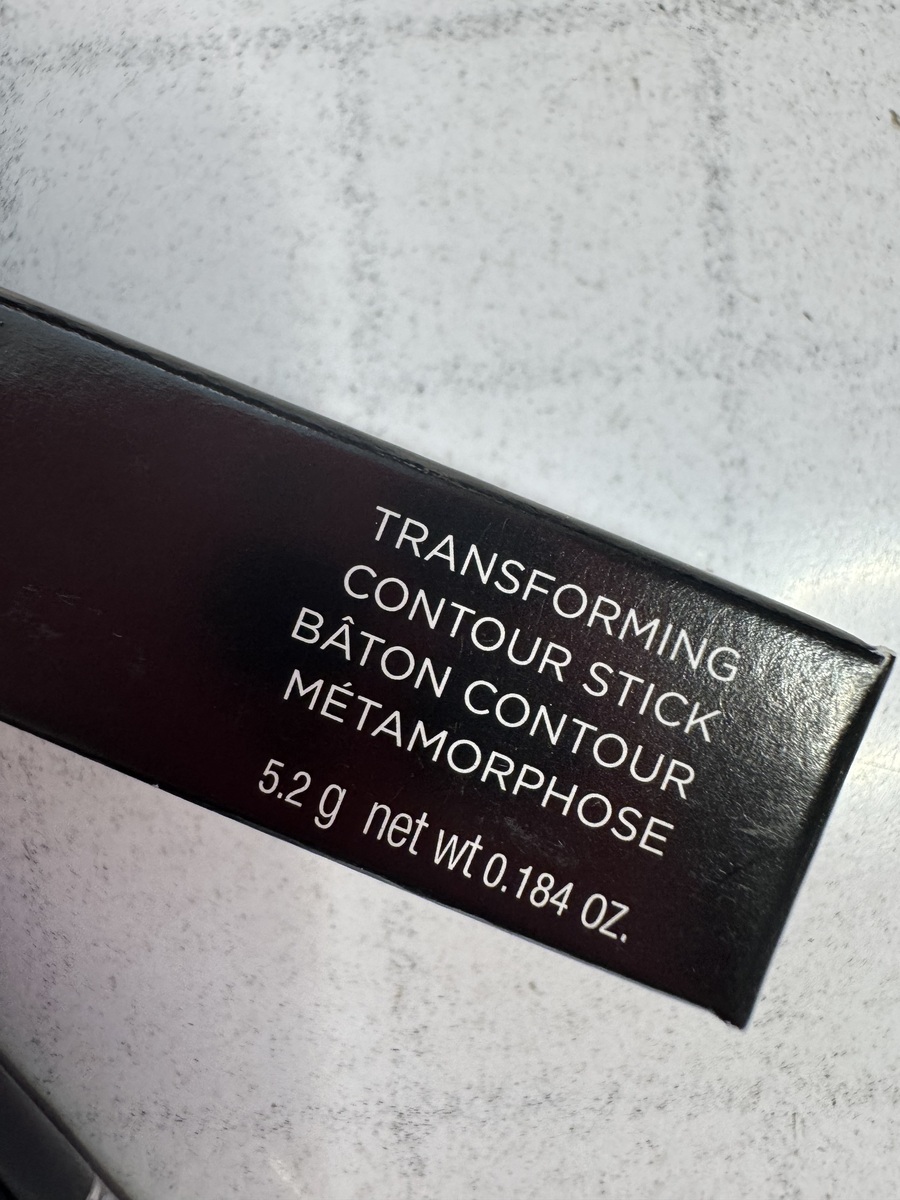 TRANSFORMING
CONTOUR STICK
BÂTON CONTOUR
MÉTAMORPHOSE
5.2 g net wt 0.184 OZ.